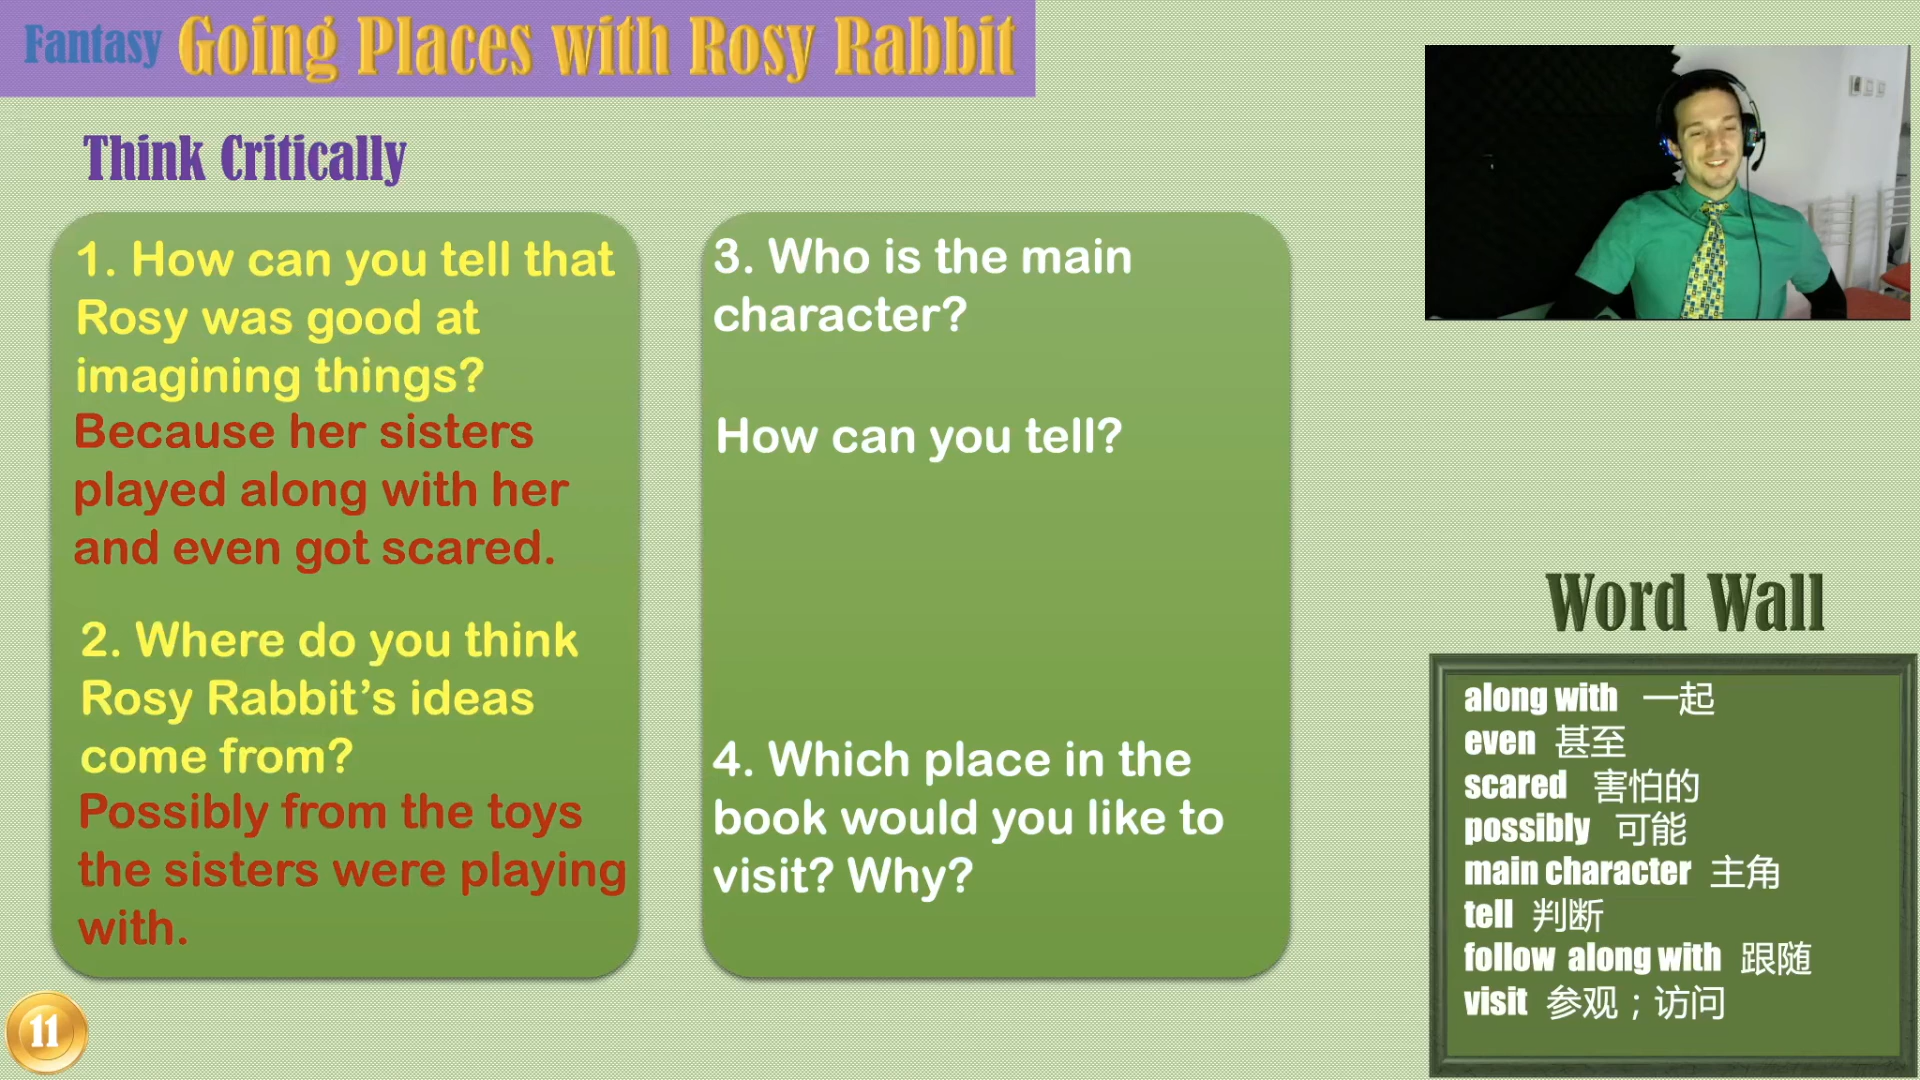 Fantasy Going Places with Rosy Rabbit
Think Critically
1. How can you tell that
Rosy was good at
imagining things?
Because her sisters
played along with her
and even got scared.
2. Where do you think
Rosy Rabbit’s ideas
come from?
Possibly from the toys
the sisters were playing
with.
3. Who is the main
character?
How can you tell?
4. Which place in the
book would you like to
visit? Why?
Word Wall
along with 一起
even 甚至
scared 害怕的
possibly 可能
main character 主角
tell 判断
follow along with 跟随
visit 参观；访问
11